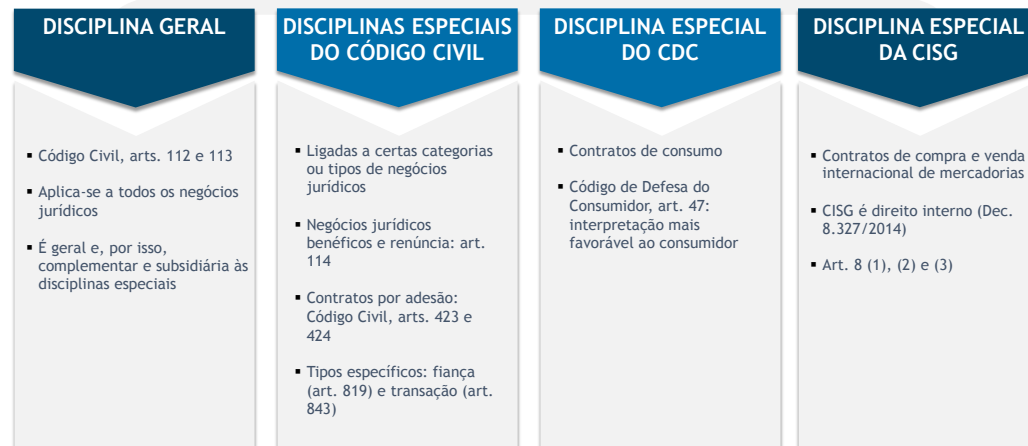 DISCIPLINA GERAL
▪ Código Civil, arts. 112 e 113
▪ Aplica-se a todos os negócios
jurídicos
▪ É geral e, por isso,
complementar e subsidiária às
disciplinas especiais
DISCIPLINAS ESPECIAIS
DO CÓDIGO CIVIL
▪ Ligadas a certas categorias
ou tipos de negócios
jurídicos
▪ Negócios jurídicos
benéficos e renúncia: art.
114
▪ Contratos por adesão:
Código Civil, arts. 423 e
424
▪ Tipos específicos: fiança
(art. 819) e transação (art.
843)
DISCIPLINA ESPECIAL
DO CDC
▪ Contratos de consumo
▪ Código de Defesa do
Consumidor, art. 47:
interpretação mais
favorável ao consumidor
DISCIPLINA ESPECIAL
DA CISG
▪ Contratos de compra e venda
internacional de mercadorias
▪ CISG é direito interno (Dec.
8.327/2014)
▪ Art. 8 (1), (2) e (3)